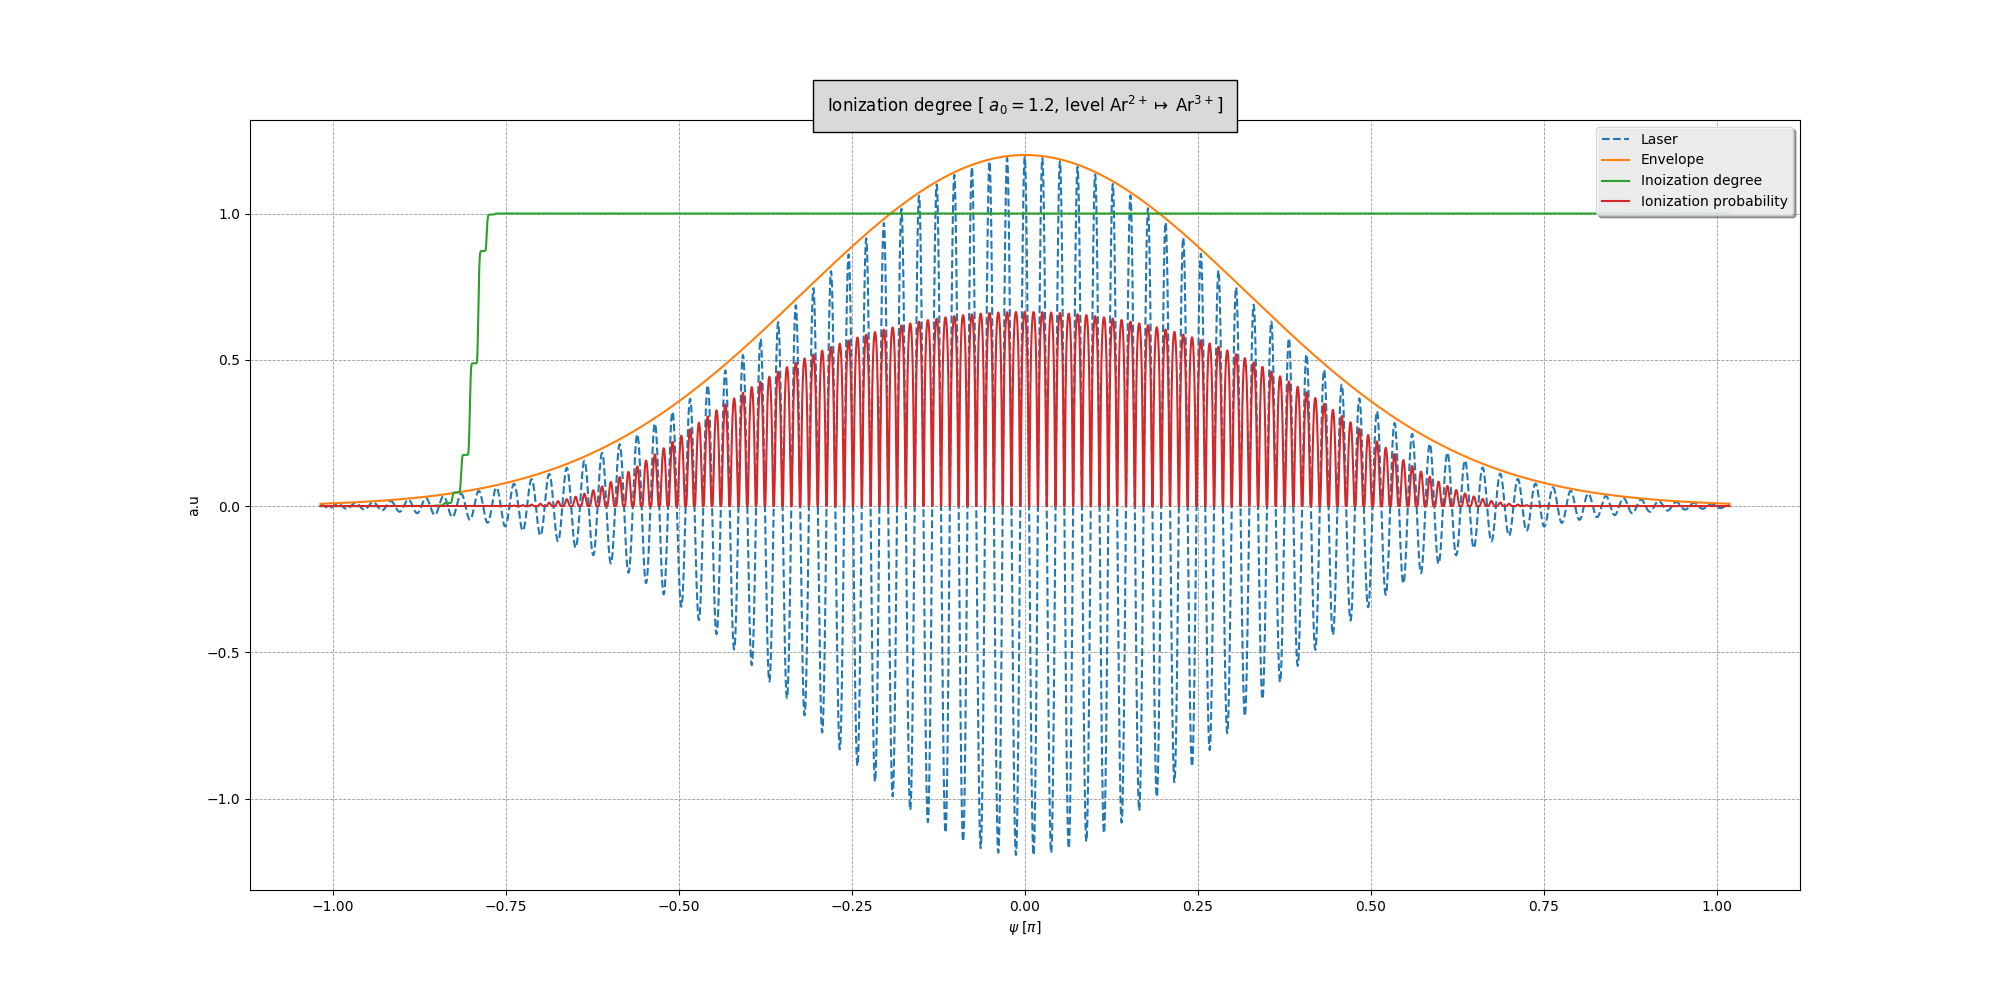 Ionization degree [ a₀ = 1.2, level Ar²⁺ ↦ Ar³⁺]
Laser
Envelope
Inoization degree
Ionization probability
a.u
1.0
0.5
0.0
−0.5
−1.0
−1.00 −0.75 −0.50 −0.25 0.00 0.25 0.50 0.75 1.00
ψ [π]